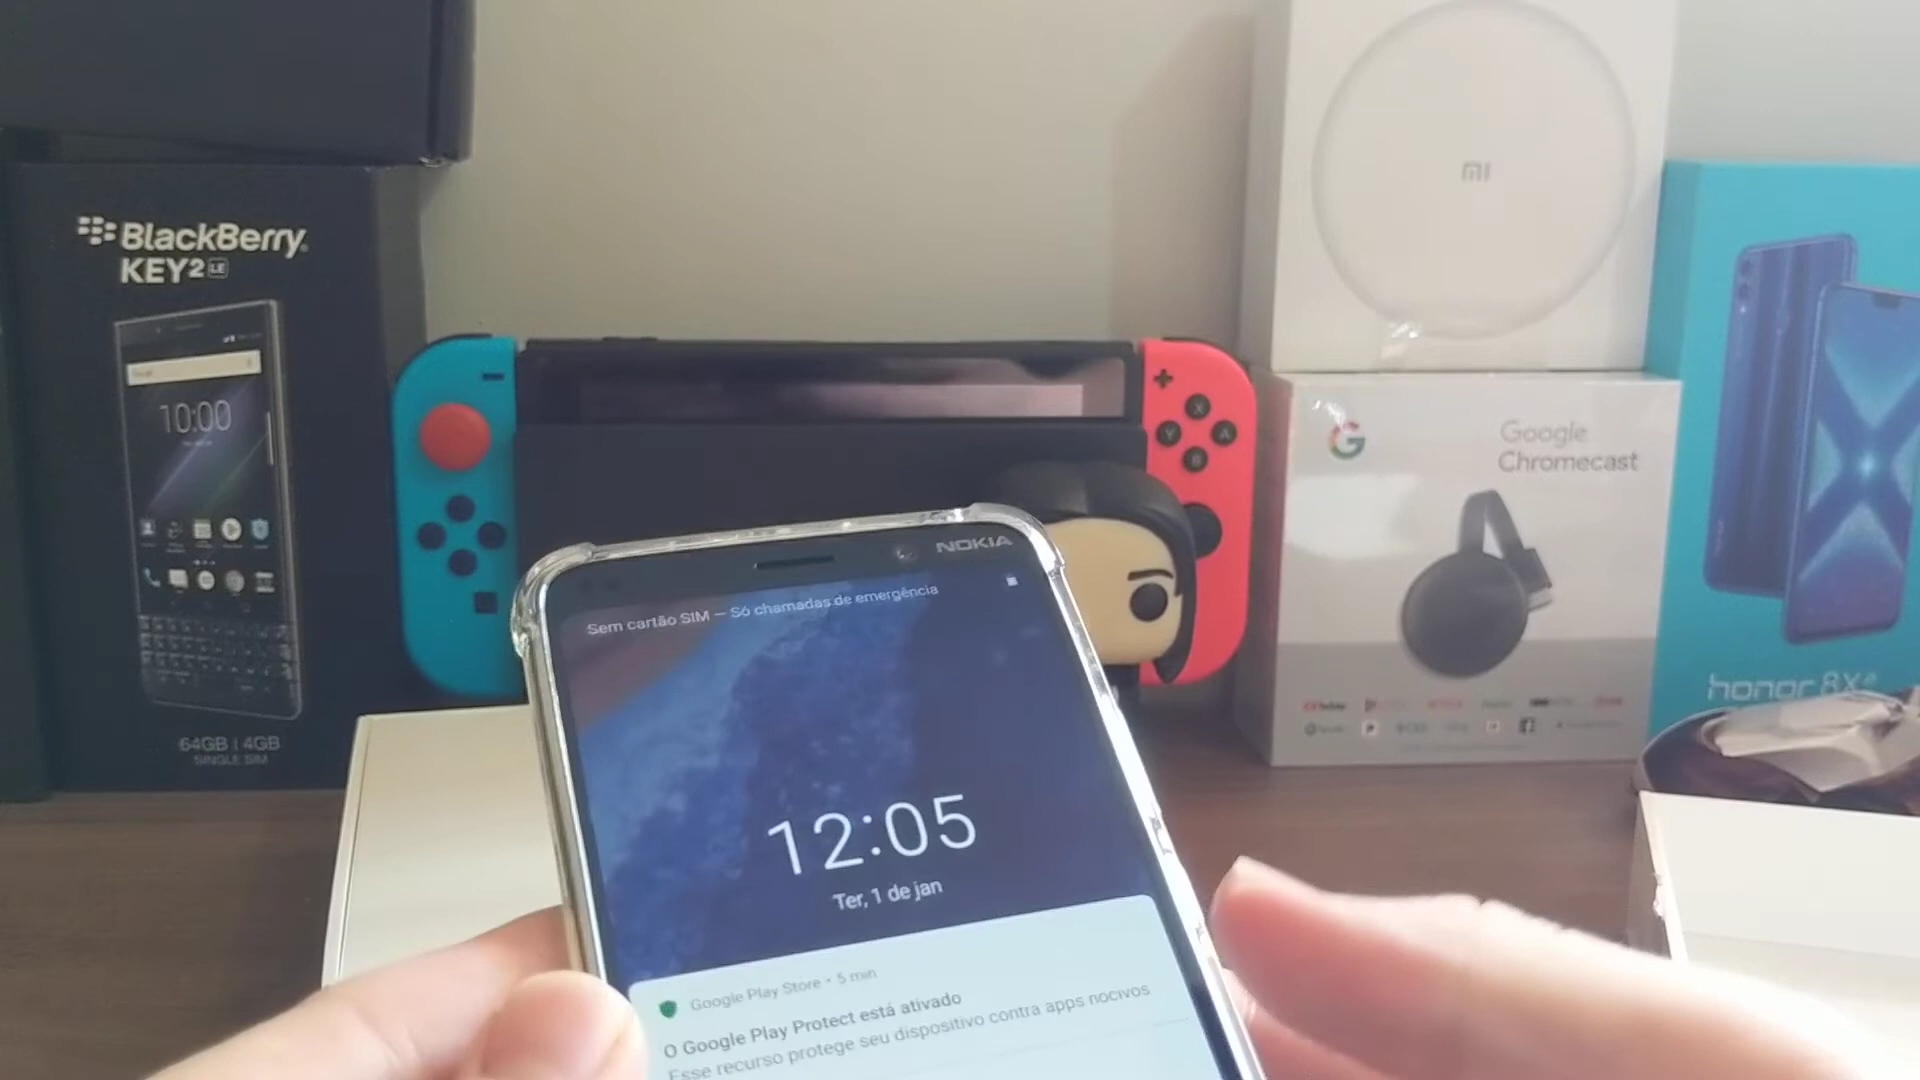 BlackBerry
KEY2 LE
10:00
64GB | 4GB
SINGLE SIM
NOKIA
Sem cartão SIM — Só chamadas de emergência
12:05
Ter, 1 de jan
Google Play Store • 5 min
O Google Play Protect está ativado
Esse recurso protege seu dispositivo contra apps nocivos
X
Y
A
B
MI
G
Google
Chromecast
YouTube
honor 8X